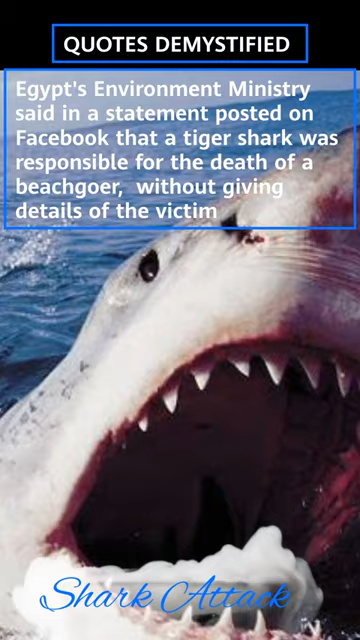 QUOTES DEMYSTIFIED
Egypt's Environment Ministry
said in a statement posted on
Facebook that a tiger shark was
responsible for the death of a
beachgoer, without giving
details of the victim
Shark Attack